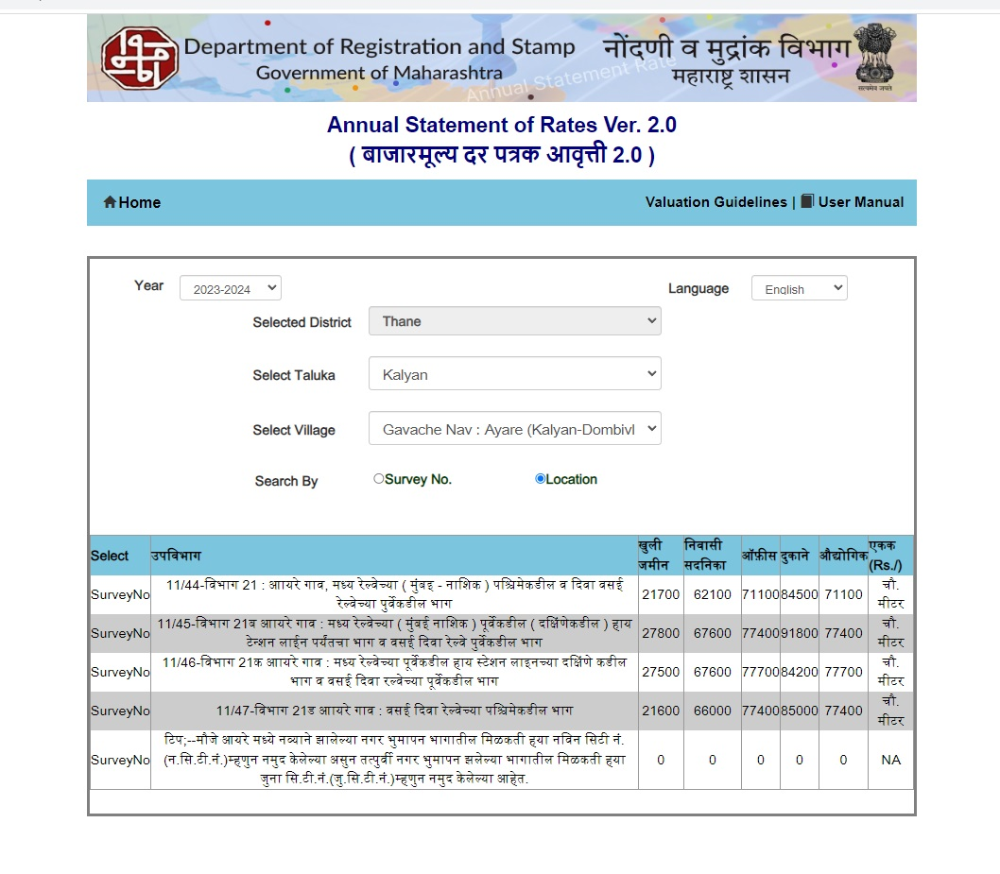 Department of Registration and Stamp
Government of Maharashtra
नोंदणी व मुद्रांक विभाग
महाराष्ट्र शासन
सत्यमेव जयते
Annual Statement Rate
Annual Statement of Rates Ver. 2.0
( बाजारमूल्य दर पत्रक आवृत्ती 2.0 )
Home
Valuation Guidelines | User Manual
Year 2023-2024 Language English
Selected District Thane
Select Taluka Kalyan
Select Village Gavache Nav : Ayare (Kalyan-Dombivl
Search By Survey No. Location
Select उपविभाग खुली जमीन निवासी सदनिका ऑफ़ीस दुकाने औद्योगिक एकक (Rs./)
SurveyNo 11/44-विभाग 21 : आायरे गाव, मध्य रेल्वेच्या ( मुंबइ - नाशिक ) पश्चिमेकडील व दिवा वसई
रेल्वेच्या पुर्वेकडील भाग 21700 62100 71100 84500 71100 चौ. मीटर
SurveyNo 11/45-विभाग 21ब आायरे गाव : मध्य रेल्वेच्या ( मुंबई नाशिक ) पूर्वेकडील ( दक्षिणेकडील ) हाय
टेन्शन लाईन पर्यंतचा भाग व वसई दिवा रेल्वे पुर्वेकडील भाग 27800 67600 77400 91800 77400 चौ. मीटर
SurveyNo 11/46-विभाग 21क आायरे गाव : मध्य रेल्वेच्या पूर्वेकडील हाय स्टेशन लाइनच्या दक्षिणे कडील
भाग व वसई दिवा रल्वेच्या पूर्वेकडील भाग 27500 67600 77700 84200 77700 चौ. मीटर
SurveyNo 11/47-विभाग 21ड आायरे गाव : वसई दिवा रेल्वेच्या पश्चिमेकडील भाग 21600 66000 77400 85000 77400 चौ. मीटर
SurveyNo टिप;--मौजे आयरे मध्ये नव्याने झालेल्या नगर भुमापन भागातील मिळकती हया नविन सिटी नं.
(न.सि.टी.नं.)म्हणुन नमुद केलेल्या असुन तत्पुर्वी नगर भुमापन झलेल्या भागातील मिळकती हया
जुना सि.टी.नं.(जु.सि.टी.नं.)म्हणुन नमुद केलेल्या आहेत. 0 0 0 0 0 NA